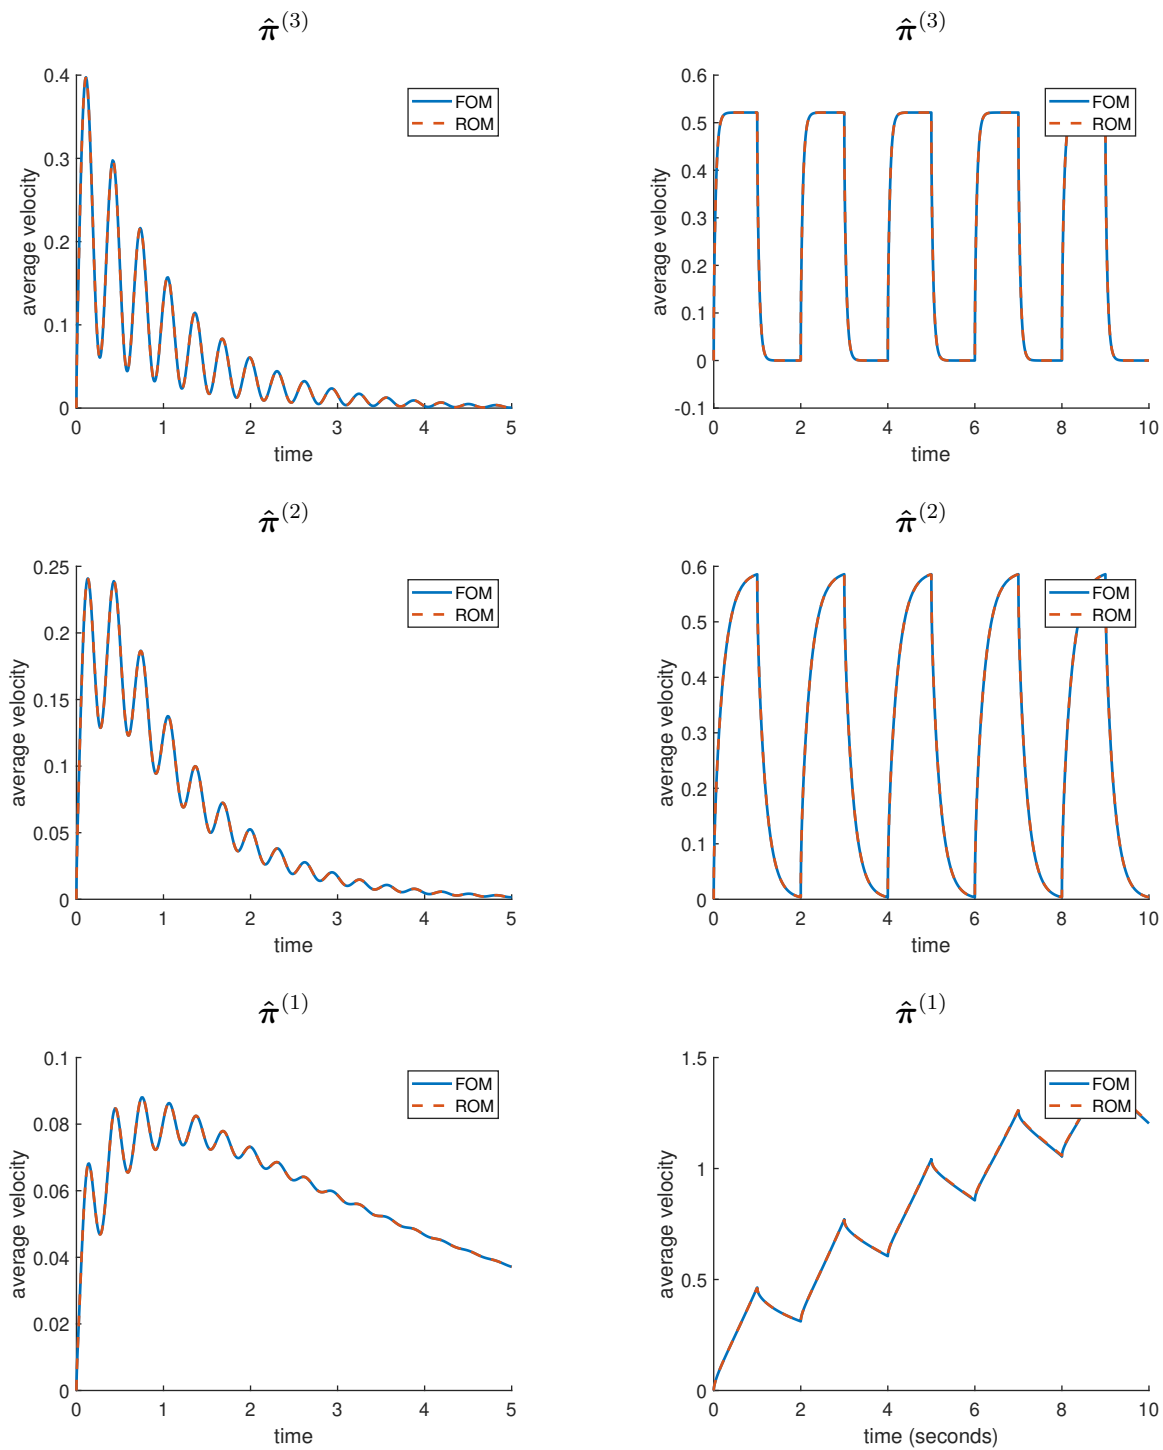 π̂⁽³⁾
0.4
0.3
0.2
0.1
0
0 1 2 3 4 5
average velocity
time
FOM
ROM
π̂⁽³⁾
0.6
0.5
0.4
0.3
0.2
0.1
0
-0.1
0 2 4 6 8 10
average velocity
time
FOM
ROM
π̂⁽²⁾
0.25
0.2
0.15
0.1
0.05
0
0 1 2 3 4 5
average velocity
time
FOM
ROM
π̂⁽²⁾
0.6
0.5
0.4
0.3
0.2
0.1
0
0 2 4 6 8 10
average velocity
time
FOM
ROM
π̂⁽¹⁾
0.1
0.08
0.06
0.04
0.02
0
0 1 2 3 4 5
average velocity
time
FOM
ROM
π̂⁽¹⁾
1.5
1
0.5
0
0 2 4 6 8 10
average velocity
time (seconds)
FOM
ROM